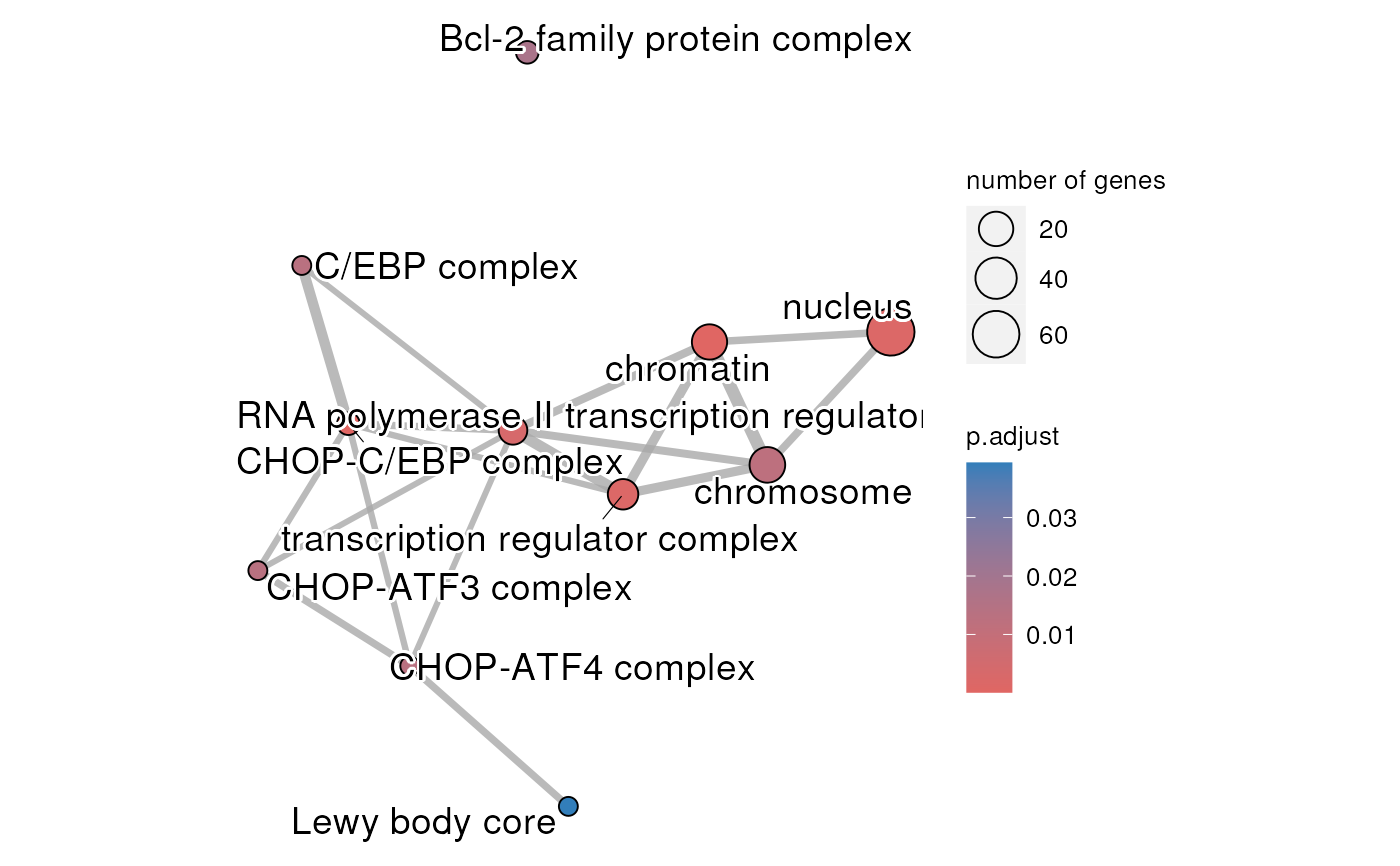 Bcl-2 family protein complex
number of genes
20
C/EBP complex
40
nucleus
60
chromatin
RNA polymerase II transcription regulator
p.adjust
CHOP-C/EBP complex
chromosome
0.03
transcription regulator complex
0.02
CHOP-ATF3 complex
0.01
CHOP-ATF4 complex
Lewy body core